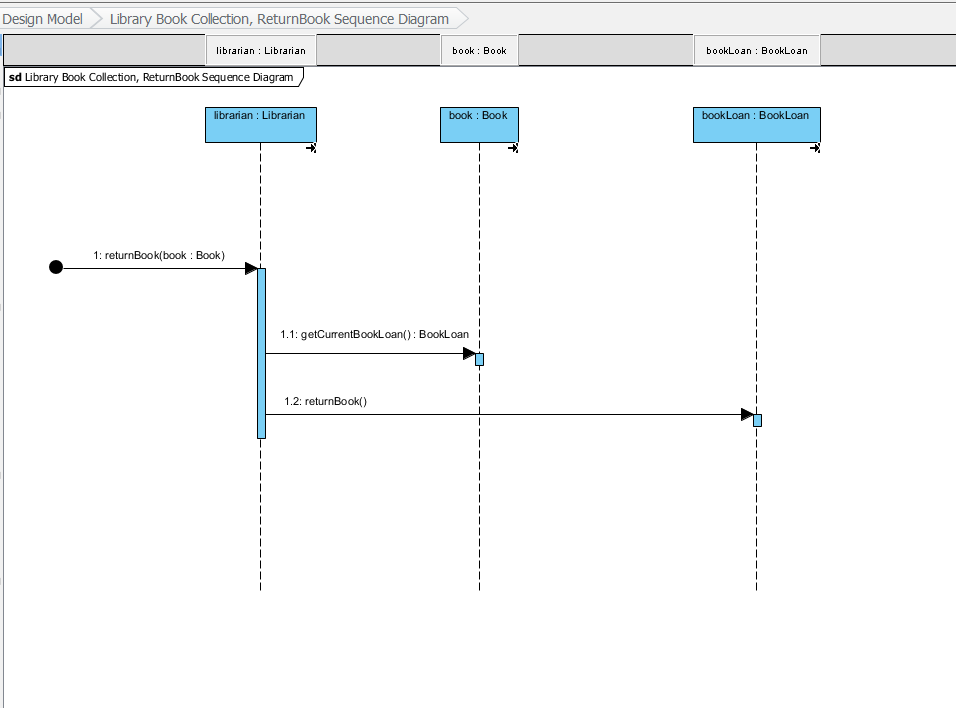 Design Model
Library Book Collection, ReturnBook Sequence Diagram
librarian : Librarian
book : Book
bookLoan : BookLoan
sd Library Book Collection, ReturnBook Sequence Diagram
librarian : Librarian
book : Book
bookLoan : BookLoan
1: returnBook(book : Book)
1.1: getCurrentBookLoan() : BookLoan
1.2: returnBook()